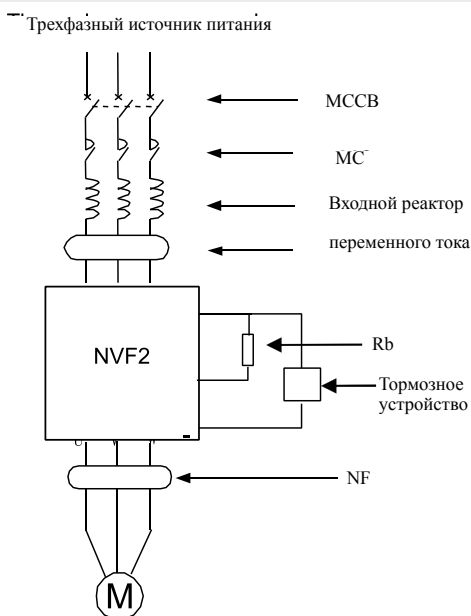 Трехфазный источник питания
MCCB
MC
Входной реактор
переменного тока
NVF2
Rb
Тормозное
устройство
NF
M